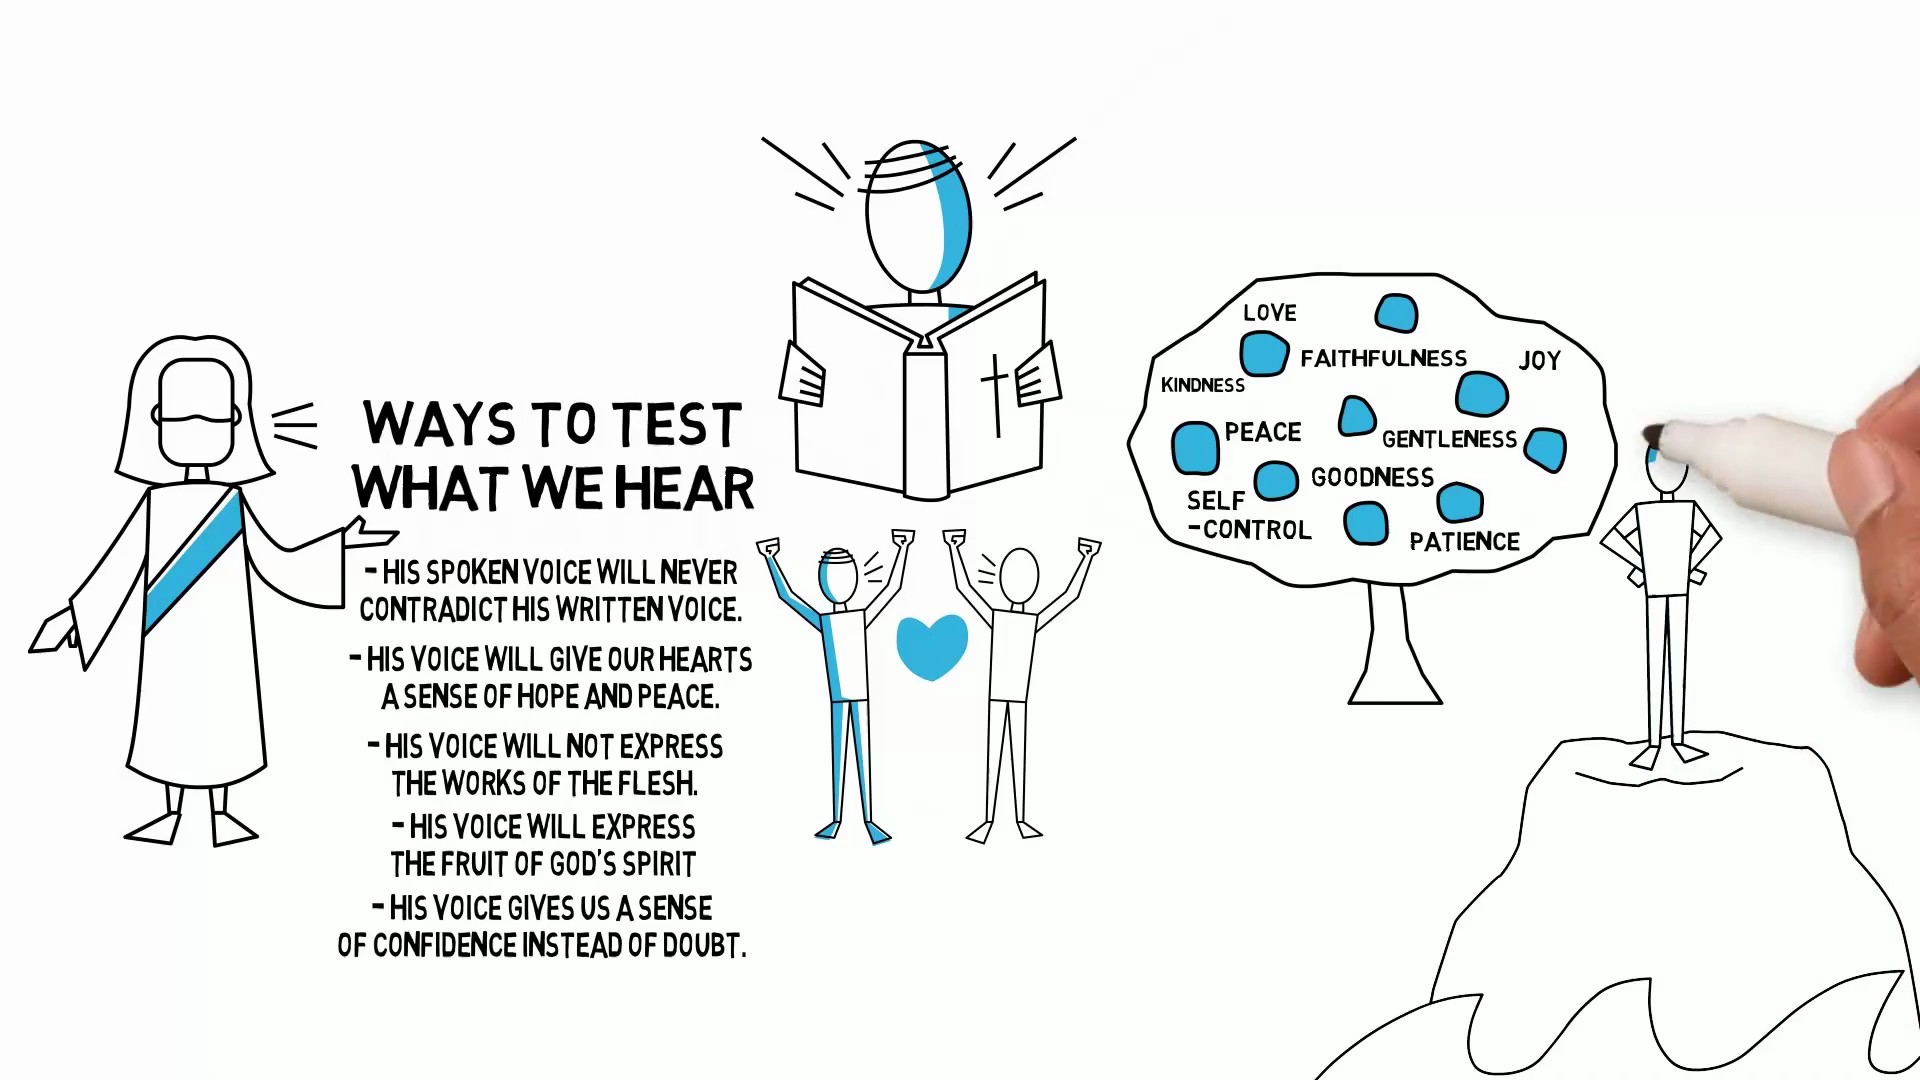 WAYS TO TEST
WHAT WE HEAR
- HIS SPOKEN VOICE WILL NEVER
CONTRADICT HIS WRITTEN VOICE.
- HIS VOICE WILL GIVE OUR HEARTS
A SENSE OF HOPE AND PEACE.
- HIS VOICE WILL NOT EXPRESS
THE WORKS OF THE FLESH.
- HIS VOICE WILL EXPRESS
THE FRUIT OF GOD'S SPIRIT
- HIS VOICE GIVES US A SENSE
OF CONFIDENCE INSTEAD OF DOUBT.
LOVE
FAITHFULNESS
JOY
KINDNESS
PEACE
GENTLENESS
GOODNESS
SELF
-CONTROL
PATIENCE